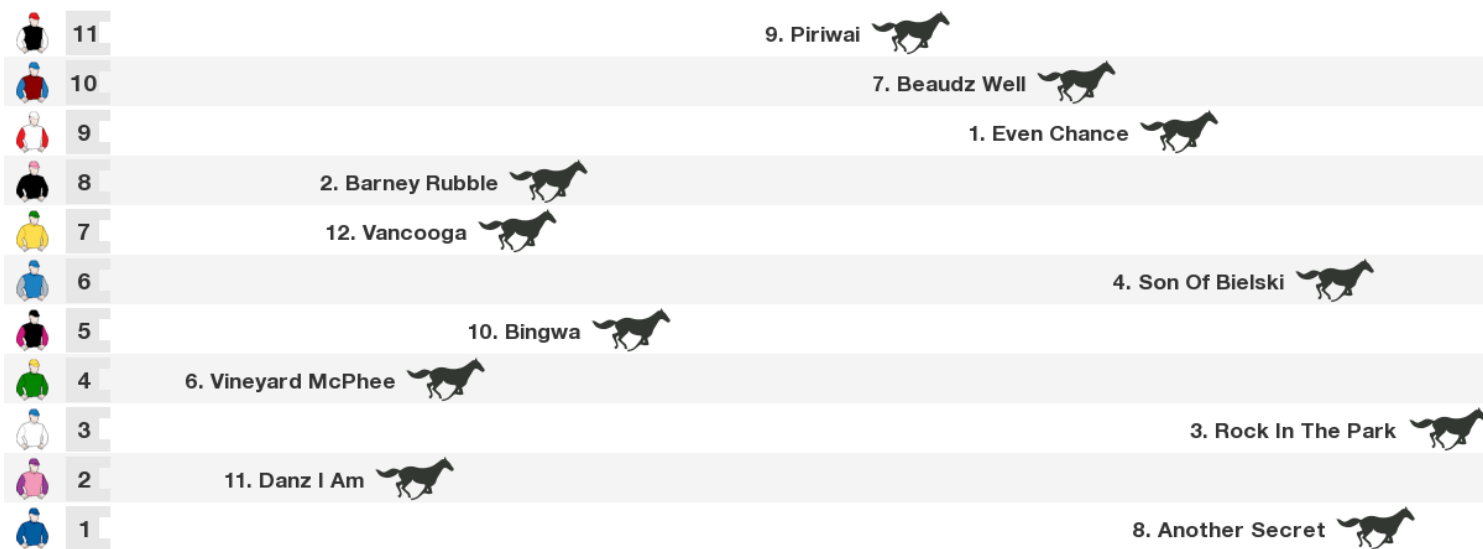 11 9. Piriwai
10 7. Beaudz Well
9 1. Even Chance
8 2. Barney Rubble
7 12. Vancooga
6 4. Son Of Bielski
5 10. Bingwa
4 6. Vineyard McPhee
3 3. Rock In The Park
2 11. Danz I Am
1 8. Another Secret